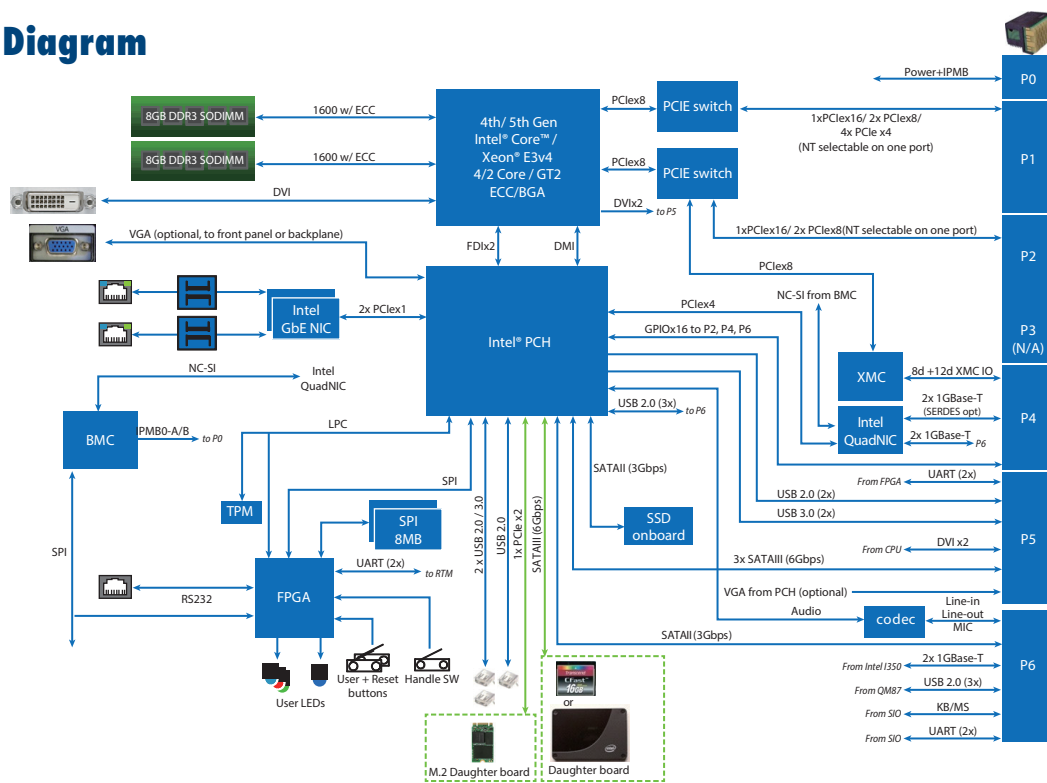 Diagram
Power+IPMB
P0
8GB DDR3 SODIMM
1600 w/ ECC
4th/ 5th Gen
Intel® Core™ /
Xeon® E3v4
4/2 Core / GT2
ECC/BGA
PCIex8
PCIE switch
1xPCIex16/ 2x PCIex8/
4x PCIe x4
(NT selectable on one port)
P1
8GB DDR3 SODIMM
1600 w/ ECC
PCIex8
PCIE switch
DVI
DVIx2
to P5
VGA
VGA (optional, to front panel or backplane)
FDIx2
DMI
1xPCIex16/ 2x PCIex8(NT selectable on one port)
P2
PCIex8
Intel
GbE NIC
2x PCIex1
Intel® PCH
PCIex4
NC-SI from BMC
GPIOx16 to P2, P4, P6
P3
(N/A)
NC-SI
Intel
QuadNIC
XMC
8d +12d XMC IO
USB 2.0 (3x)
to P6
2x 1GBase-T
(SERDES opt)
P4
Intel
QuadNIC
2x 1GBase-T
P6
BMC
IPMB0-A/B
to P0
LPC
SATAII (3Gbps)
SPI
From FPGA
UART (2x)
USB 2.0 (2x)
USB 3.0 (2x)
TPM
SPI
8MB
2 x USB 2.0 / 3.0
USB 2.0
1x PCIe x2
SATAIII (6Gbps)
SSD
onboard
P5
SPI
From CPU
DVI x2
3x SATAIII (6Gbps)
UART (2x)
to RTM
FPGA
RS232
VGA from PCH (optional)
Audio
codec
Line-in
Line-out
MIC
SATAII(3Gbps)
P6
From Intel I350
2x 1GBase-T
User + Reset
buttons
Handle SW
User LEDs
Transcend
CFast
16GB
or
From QM87
USB 2.0 (3x)
From SIO
KB/MS
From SIO
UART (2x)
intel
M.2 Daughter board
Daughter board